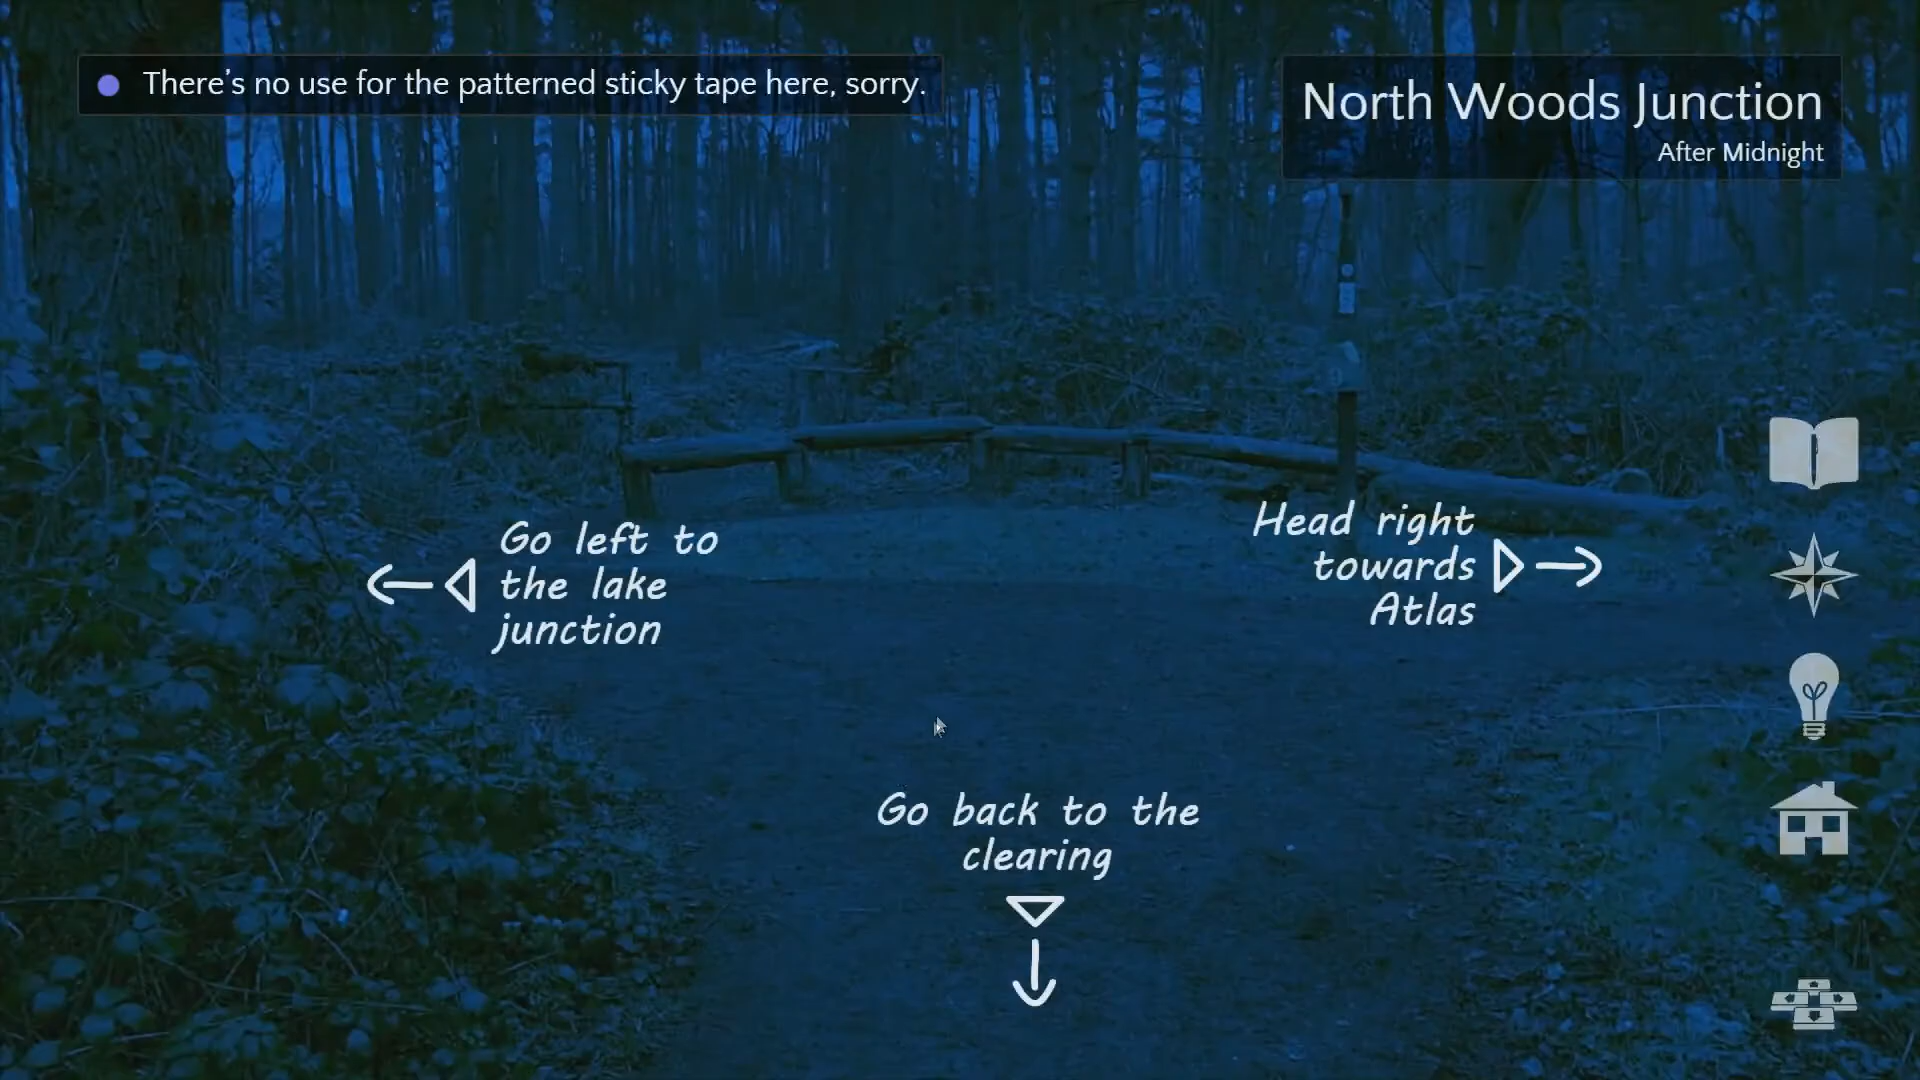 There's no use for the patterned sticky tape here, sorry.
North Woods Junction
After Midnight
Go left to
the lake
junction
Head right
towards
Atlas
Go back to the
clearing